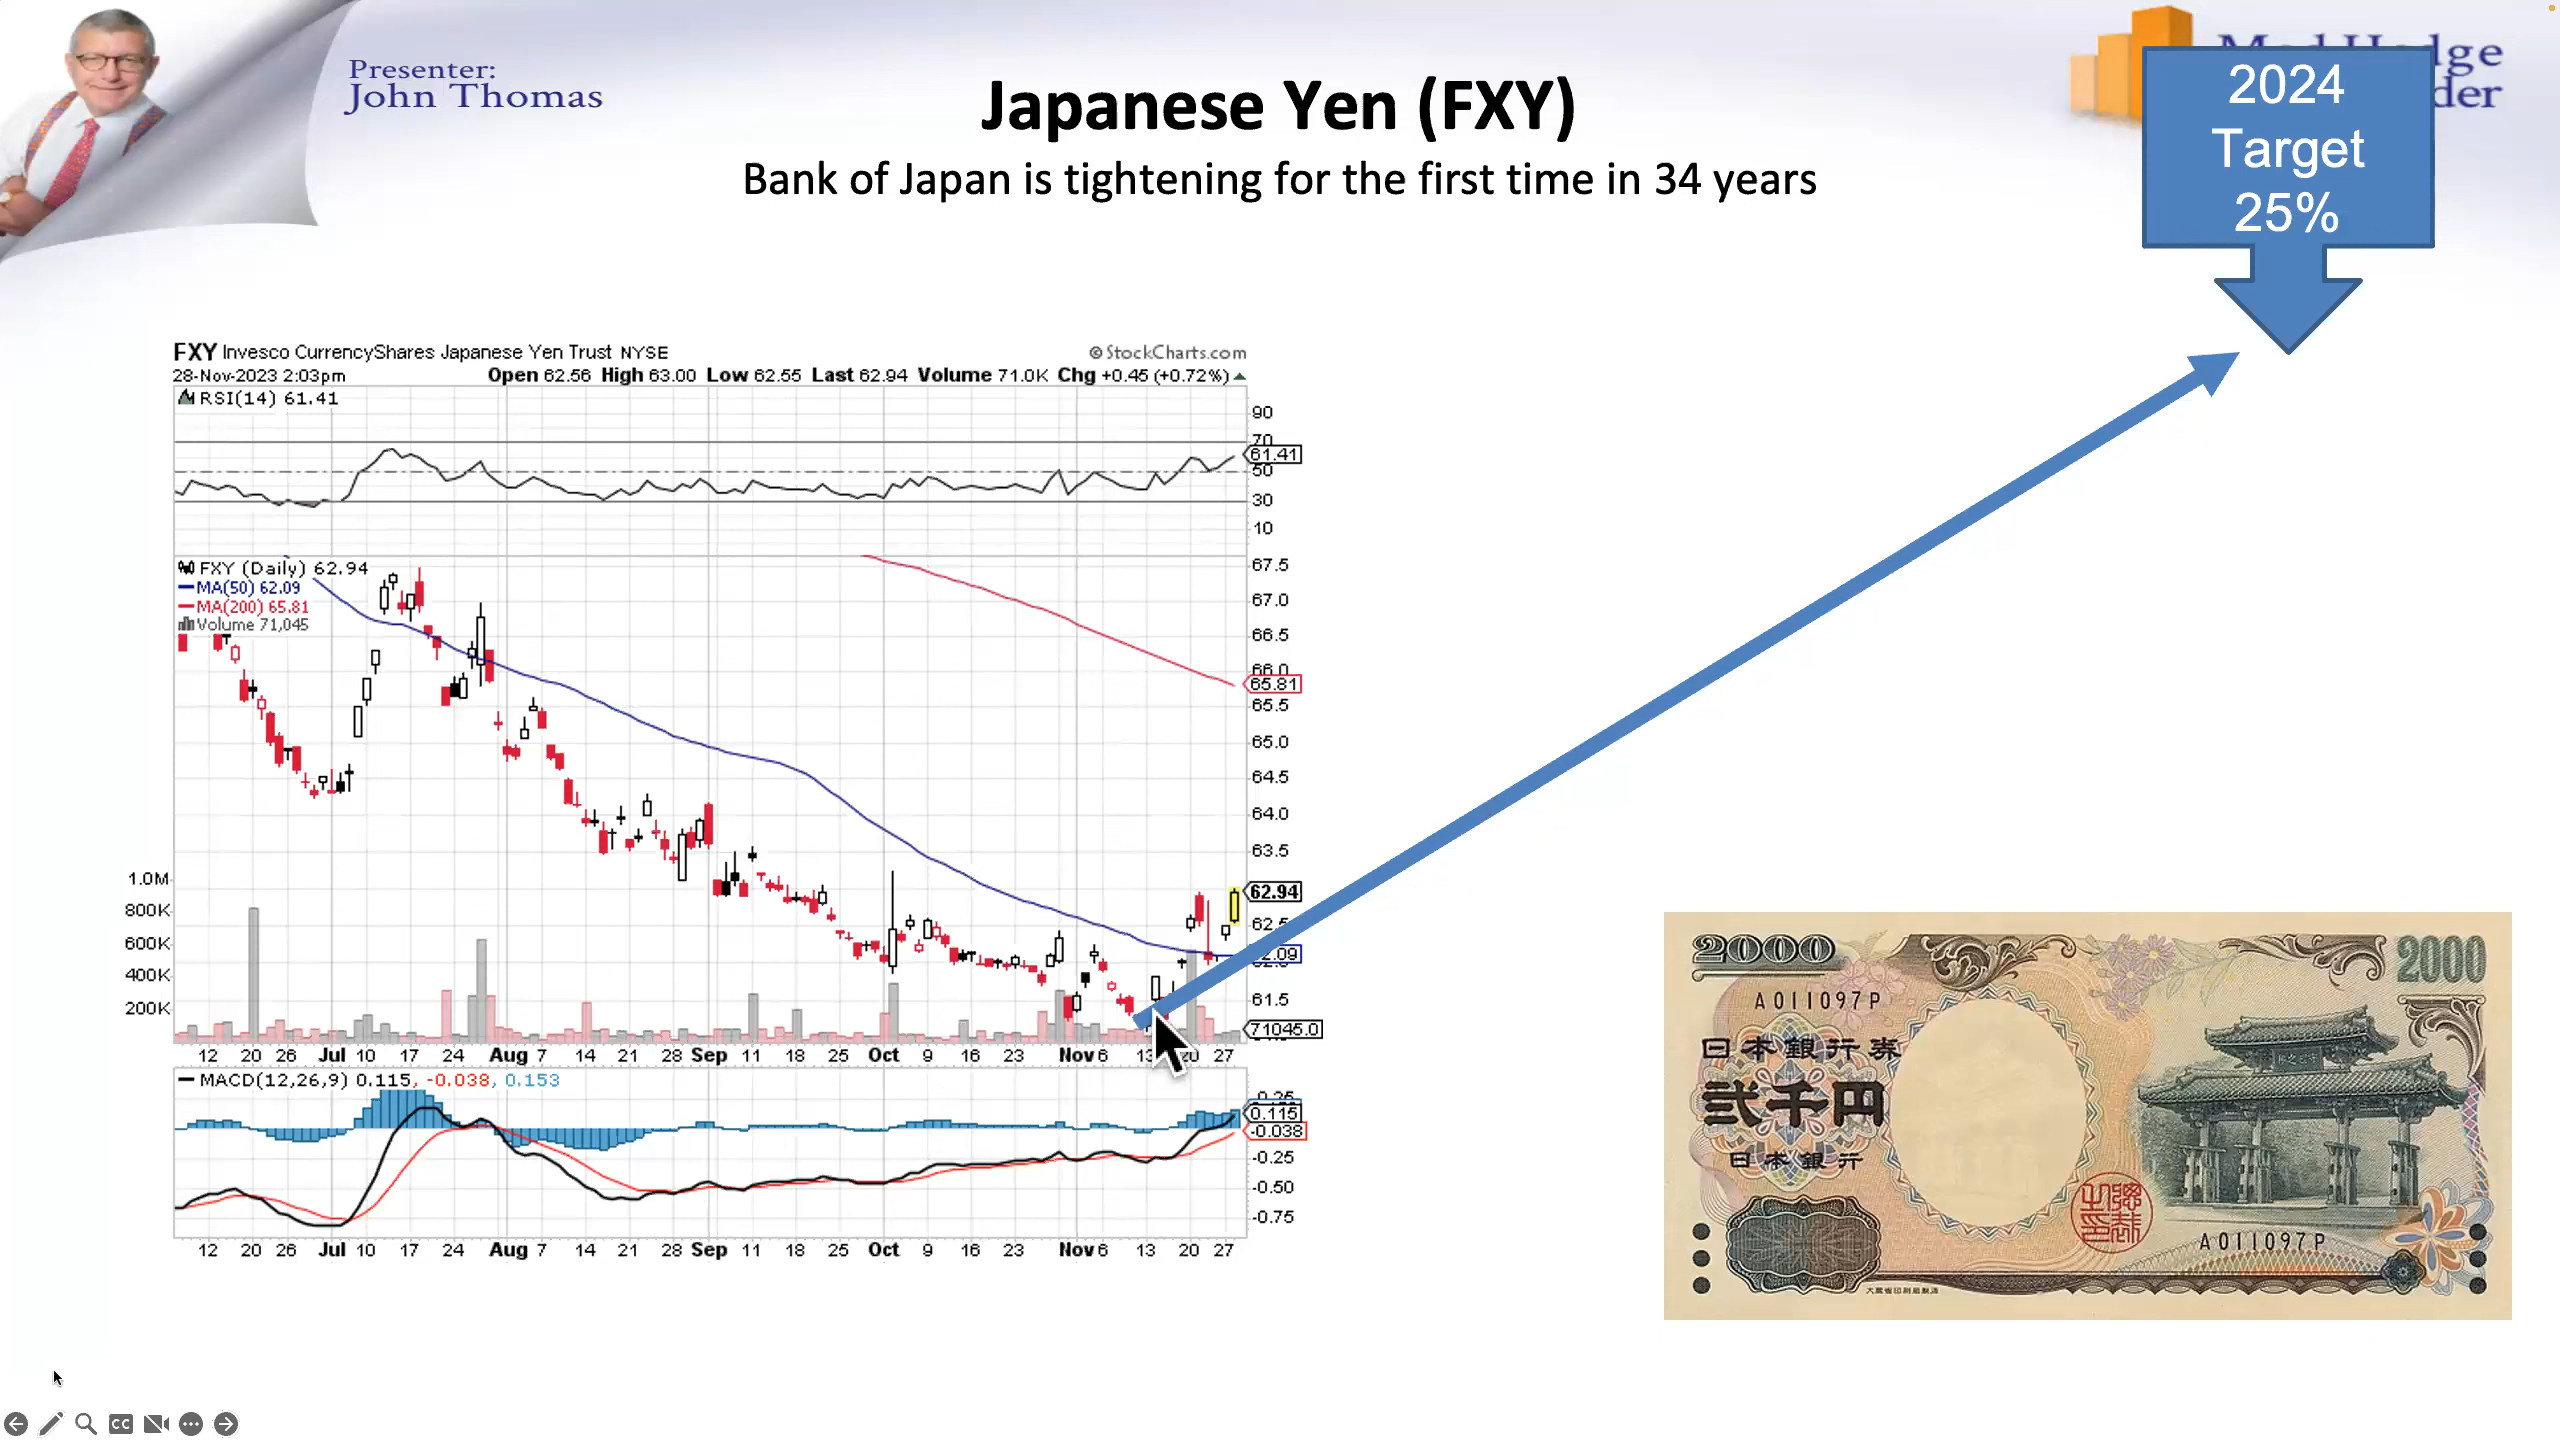 Presenter:
John Thomas
Japanese Yen (FXY)
Bank of Japan is tightening for the first time in 34 years
2024
Target
25%
FXY Invesco CurrencyShares Japanese Yen Trust NYSE
© StockCharts.com
28-Nov-2023 2:03pm
Open 62.56 High 63.00 Low 62.55 Last 62.94 Volume 71.0K Chg +0.45 (+0.72%)
RSI(14) 61.41
90
70
61.41
50
30
10
FXY (Daily) 62.94
MA(50) 62.09
MA(200) 65.81
Volume 71,045
67.5
67.0
66.5
66.0
65.81
65.5
65.0
64.5
64.0
63.5
62.94
71045.0
61.5
1.0M
800K
600K
400K
200K
12 20 26 Jul 10 17 24 Aug 7 14 21 28 Sep 11 18 25 Oct 9 16 23 Nov 6 13 20 27
MACD(12,26,9) 0.115, -0.038, 0.153
0.115
-0.038
-0.25
-0.50
-0.75
12 20 26 Jul 10 17 24 Aug 7 14 21 28 Sep 11 18 25 Oct 9 16 23 Nov 6 13 20 27
2000
2000
A011097P
日本銀行券
弐千円
日本銀行
A011097P
CC